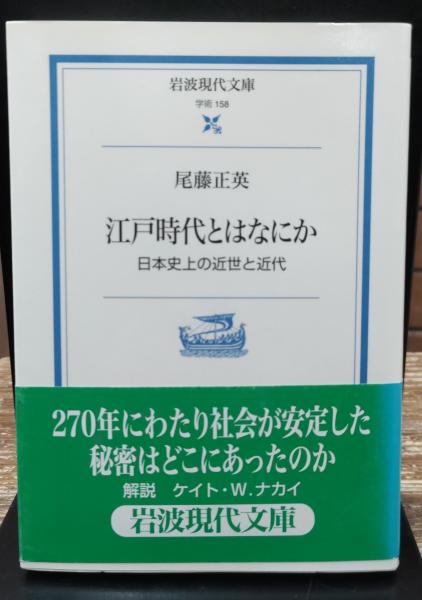 岩波現代文庫
学術 158
尾藤正英
江戸時代とはなにか
日本史上の近世と近代
270年にわたり社会が安定した
秘密はどこにあったのか
解説 ケイト・W.ナカイ
岩波現代文庫